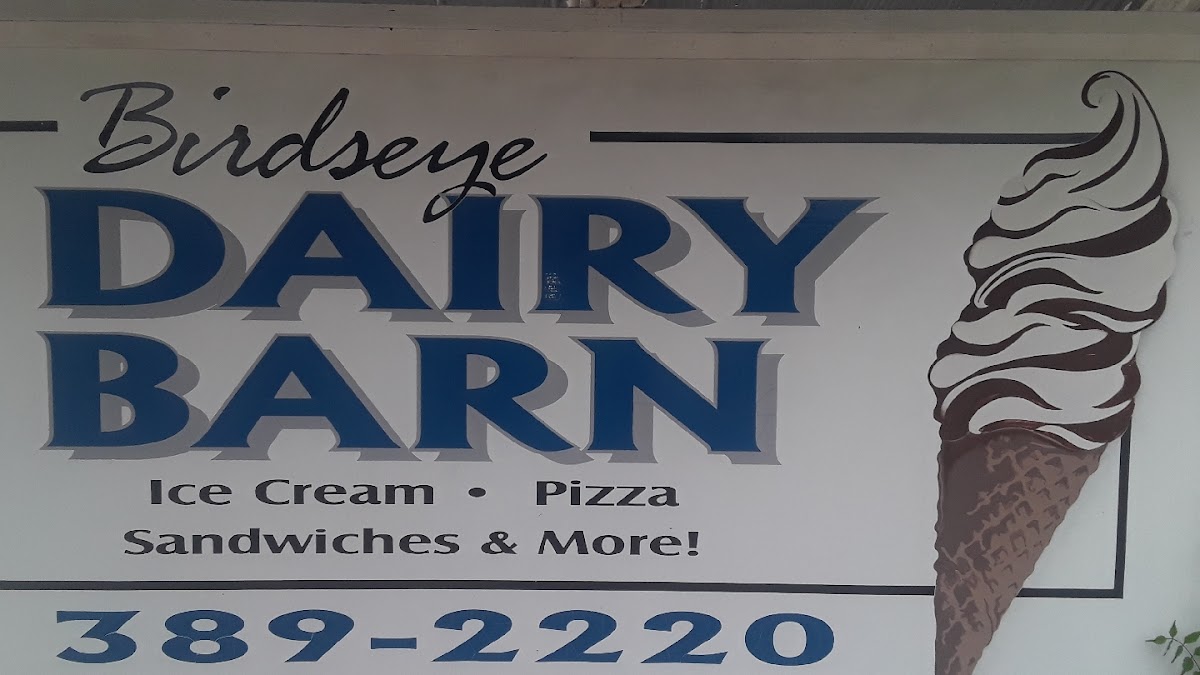 Birdseye
DAIRY
BARN
Ice Cream • Pizza
Sandwiches & More!
389-2220